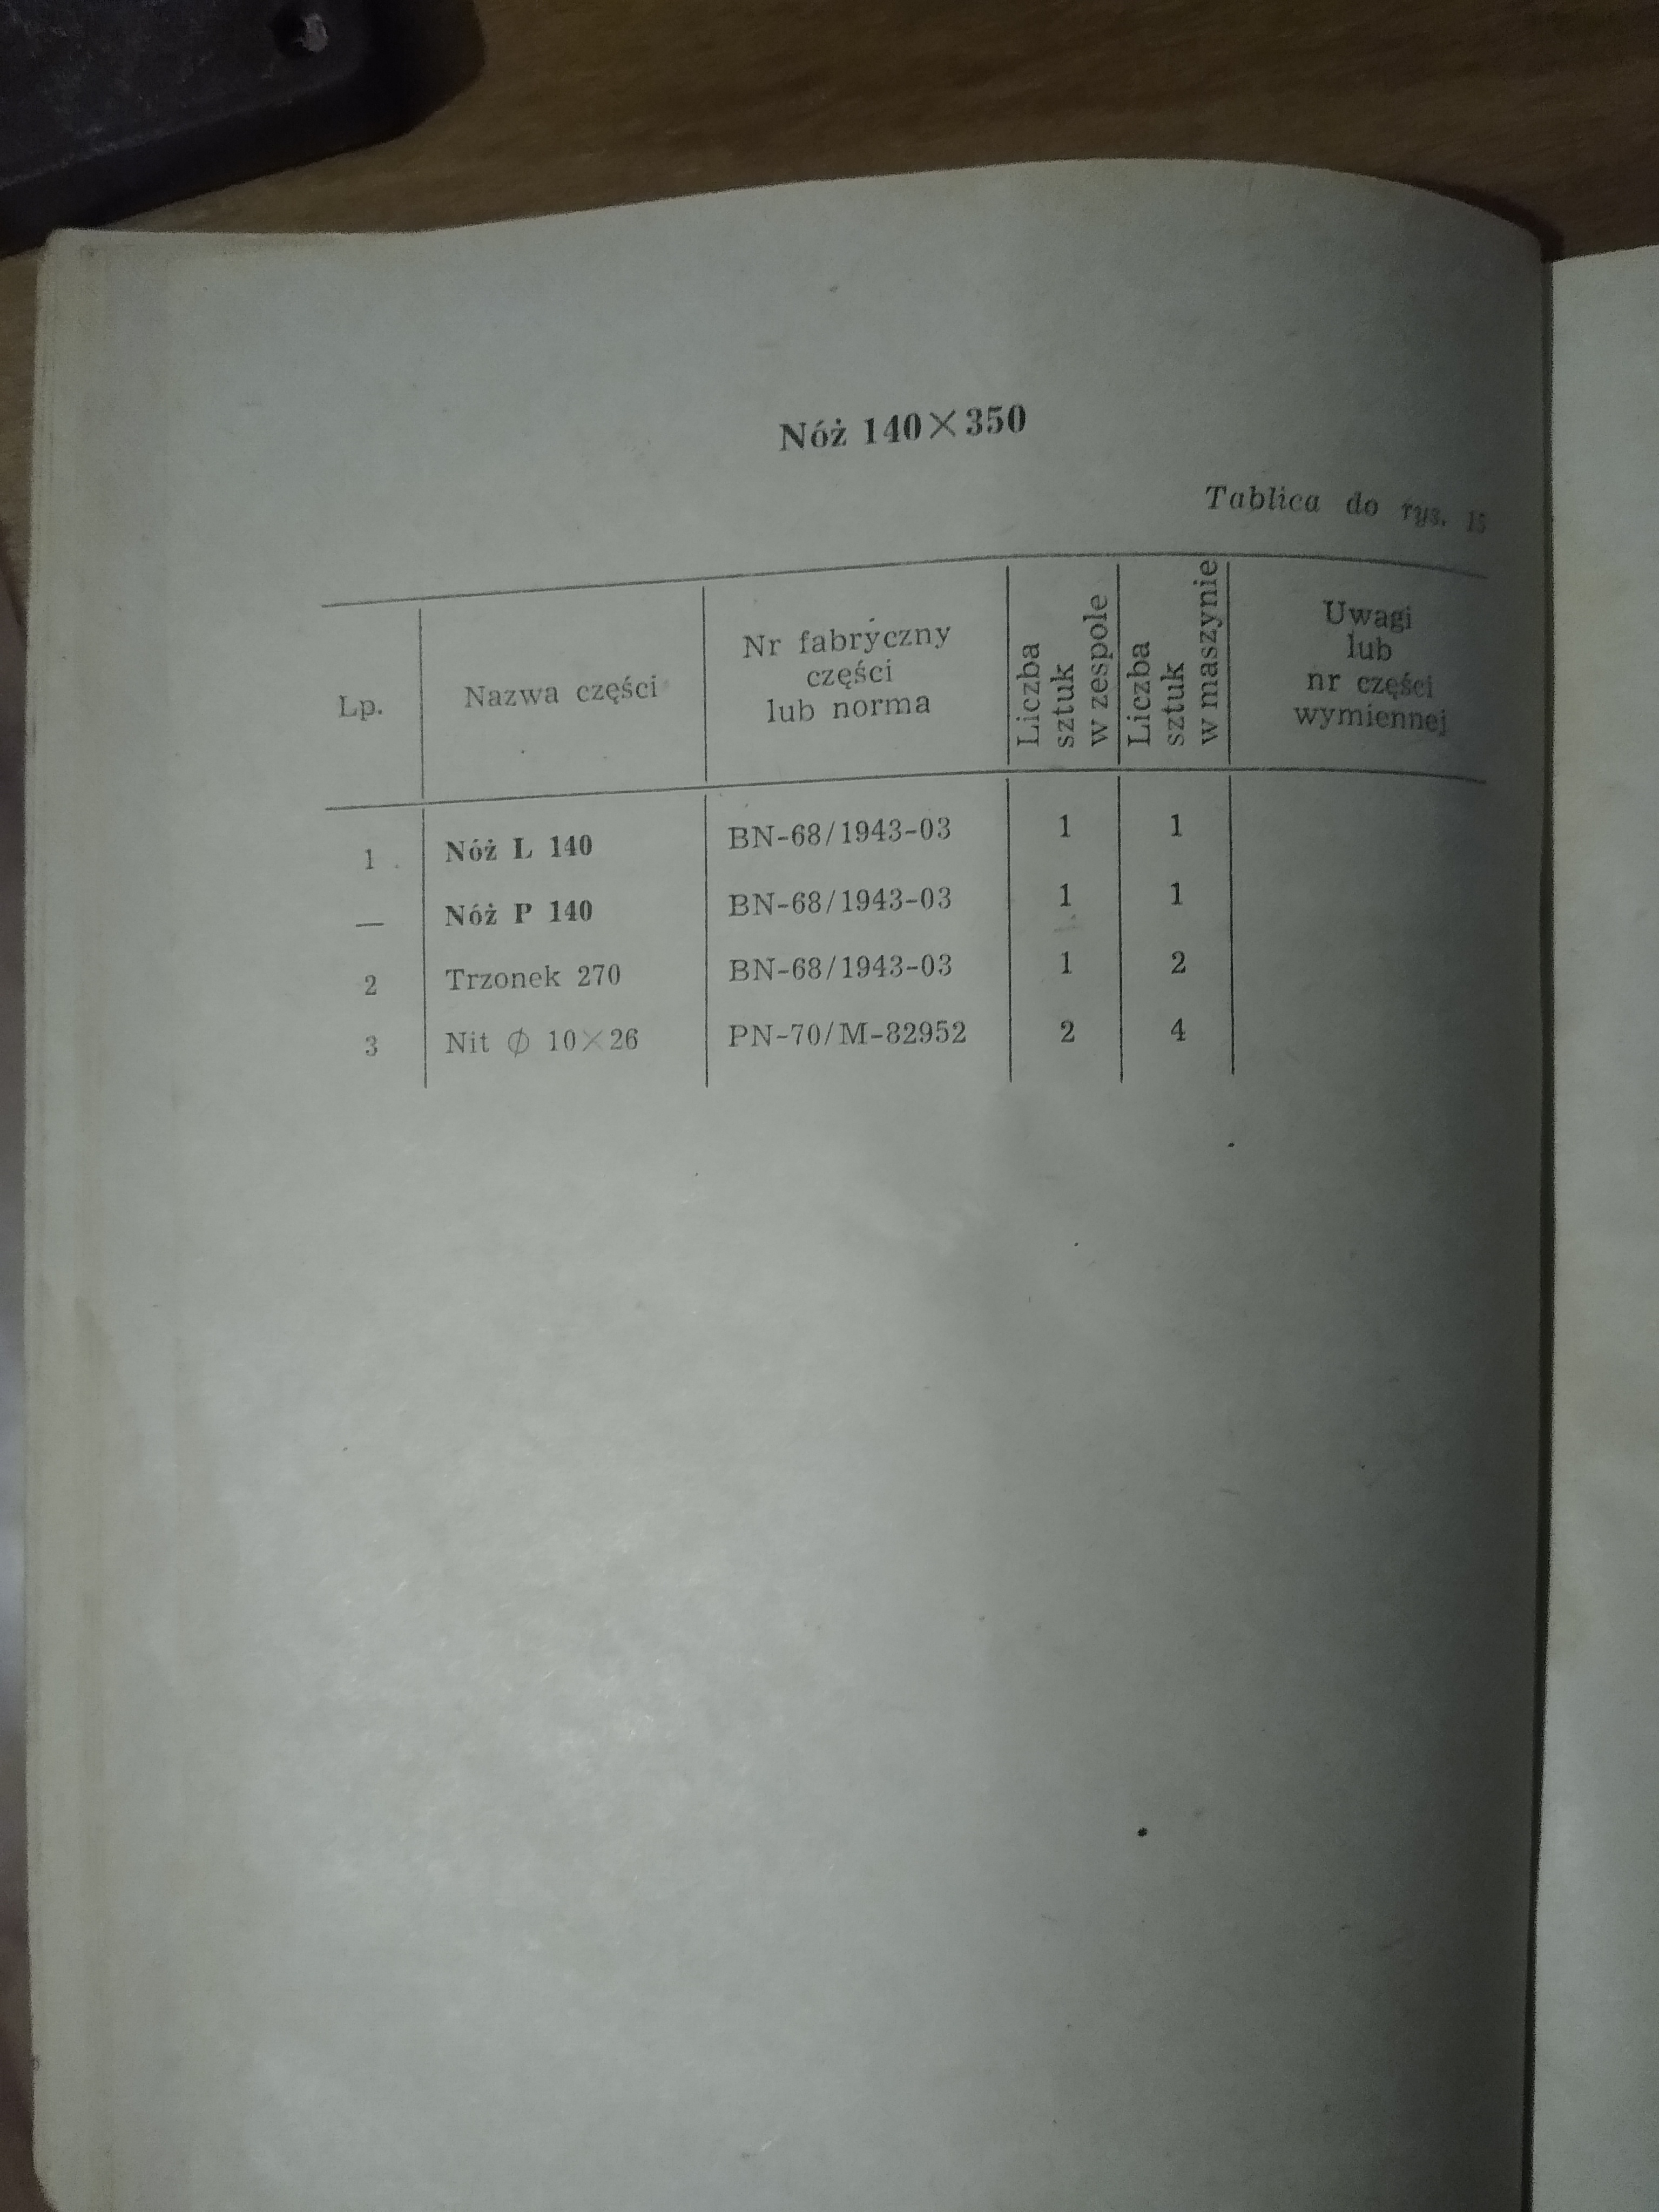 Nóż 140×350
Tablica do rys. 15
Lp.
Nazwa części
Nr fabryczny
części
lub norma
Liczba
sztuk
w zespole
Liczba
sztuk
w maszynie
Uwagi
lub
nr części
wymiennej
1 Nóż L 140 BN-68/1943-03 1 1
— Nóż P 140 BN-68/1943-03 1 1
2 Trzonek 270 BN-68/1943-03 1 2
3 Nit ∅ 10×26 PN-70/M-82952 2 4